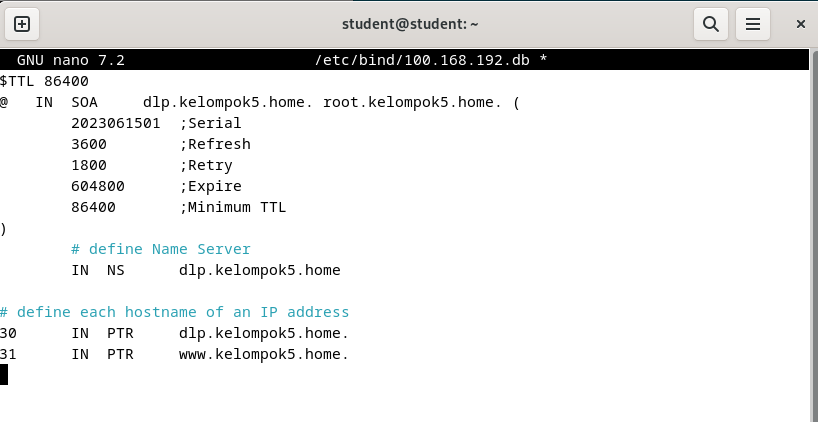 student@student: ~
GNU nano 7.2 /etc/bind/100.168.192.db *
$TTL 86400
@ IN SOA dlp.kelompok5.home. root.kelompok5.home. (
2023061501 ;Serial
3600 ;Refresh
1800 ;Retry
604800 ;Expire
86400 ;Minimum TTL
)
# define Name Server
IN NS dlp.kelompok5.home
# define each hostname of an IP address
30 IN PTR dlp.kelompok5.home.
31 IN PTR www.kelompok5.home.